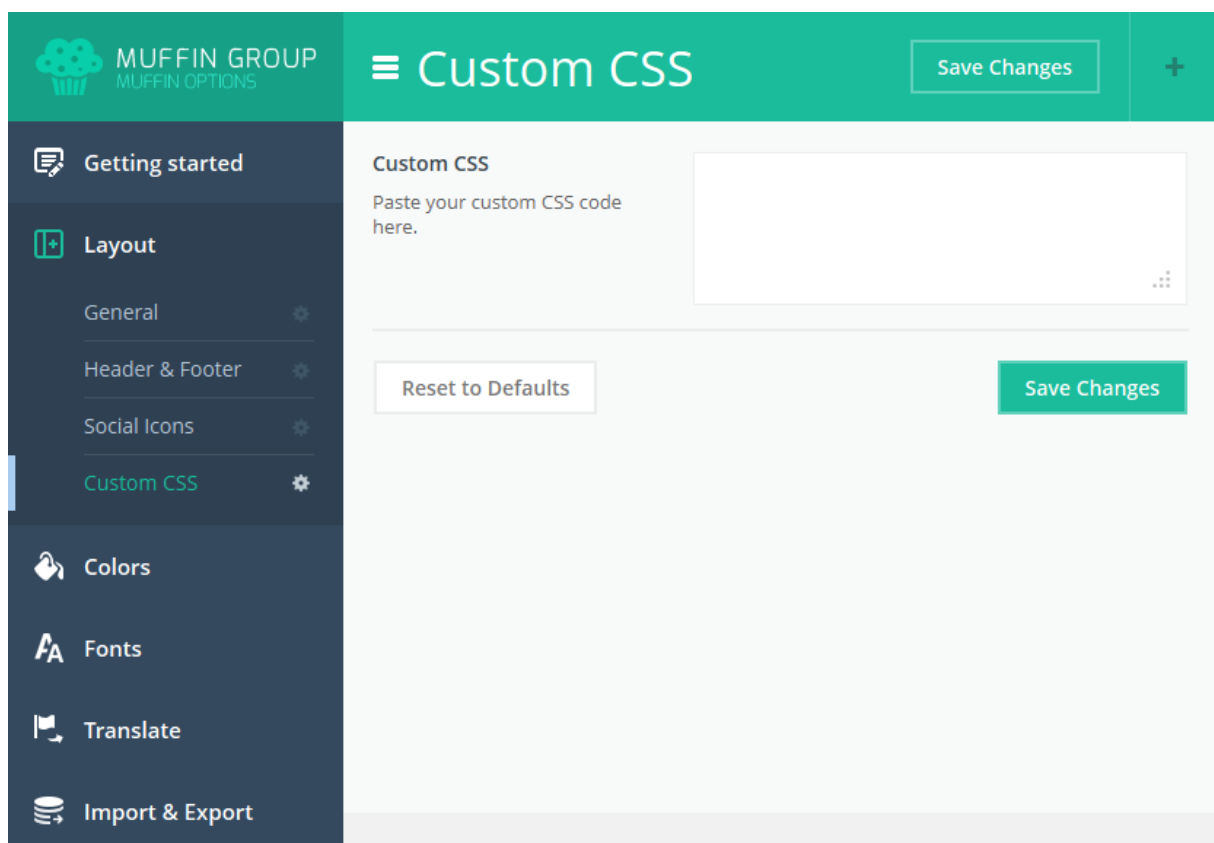 MUFFIN GROUP
MUFFIN OPTIONS
Custom CSS
Save Changes
+
Getting started
Layout
General
Header & Footer
Social Icons
Custom CSS
Colors
Fonts
Translate
Import & Export
Custom CSS
Paste your custom CSS code
here.
Reset to Defaults
Save Changes